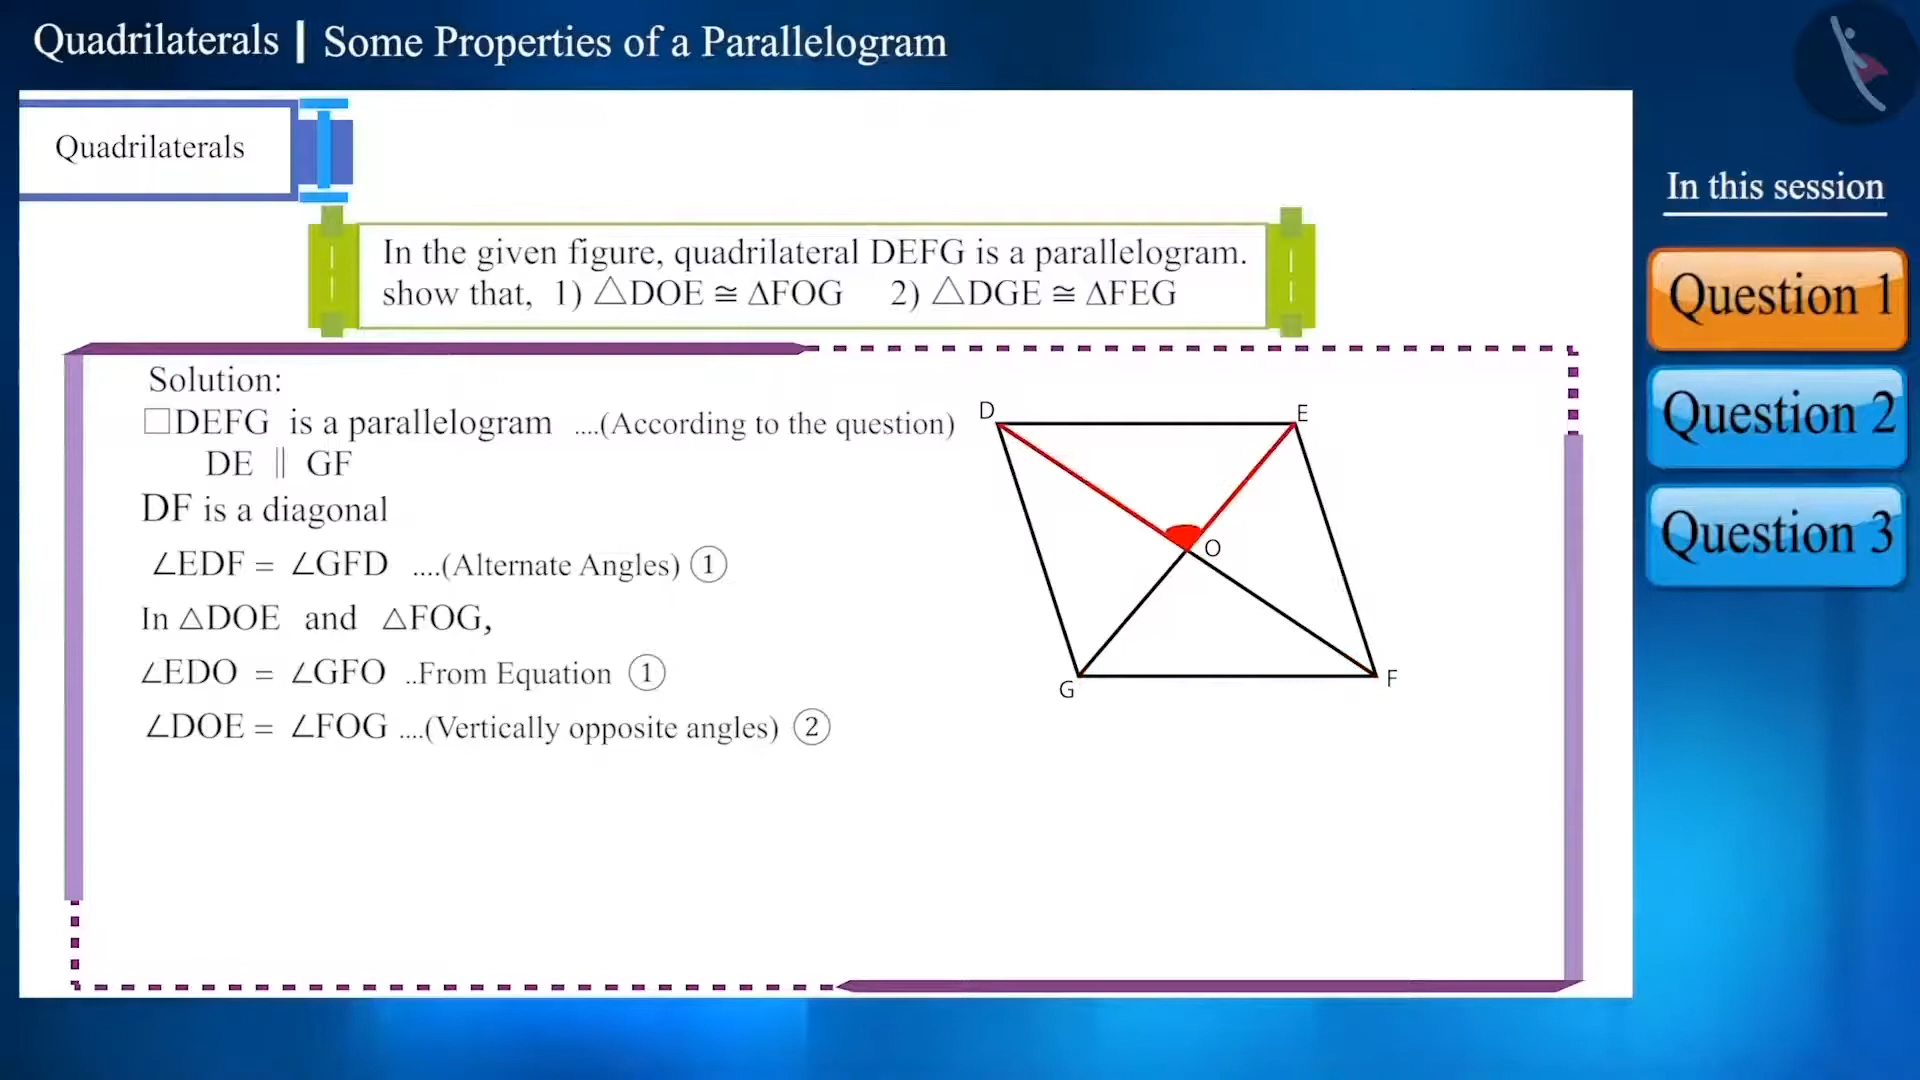 Quadrilaterals | Some Properties of a Parallelogram
Quadrilaterals
In this session
Question 1
Question 2
Question 3
In the given figure, quadrilateral DEFG is a parallelogram.
show that, 1) △DOE ≅ ΔFOG 2) △DGE ≅ ΔFEG
Solution:
□DEFG is a parallelogram ....(According to the question)
DE || GF
DF is a diagonal
∠EDF = ∠GFD ....(Alternate Angles) ①
In △DOE and △FOG,
∠EDO = ∠GFO ..From Equation ①
∠DOE = ∠FOG ....(Vertically opposite angles) ②
D
E
O
G
F